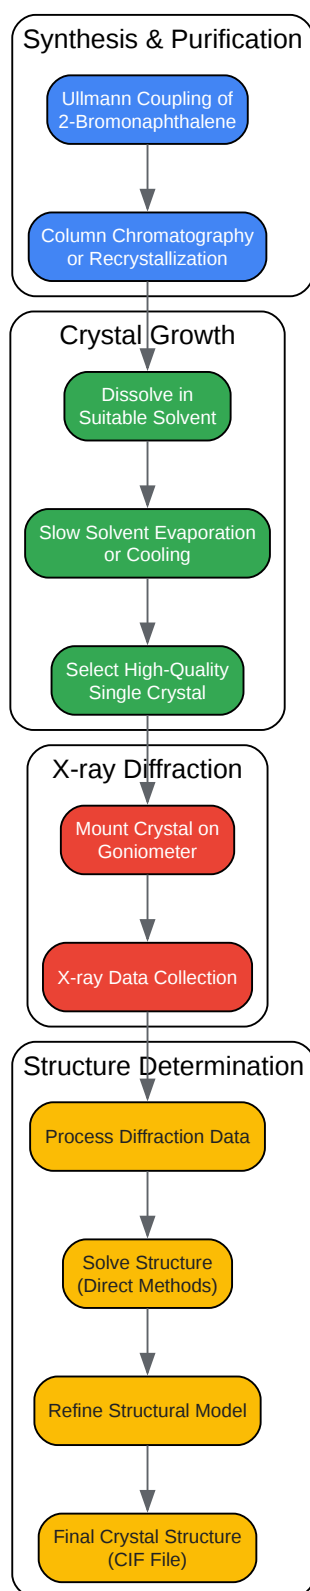 Synthesis & Purification
Ullmann Coupling of
2-Bromonaphthalene
Column Chromatography
or Recrystallization
Crystal Growth
Dissolve in
Suitable Solvent
Slow Solvent Evaporation
or Cooling
Select High-Quality
Single Crystal
X-ray Diffraction
Mount Crystal on
Goniometer
X-ray Data Collection
Structure Determination
Process Diffraction Data
Solve Structure
(Direct Methods)
Refine Structural Model
Final Crystal Structure
(CIF File)